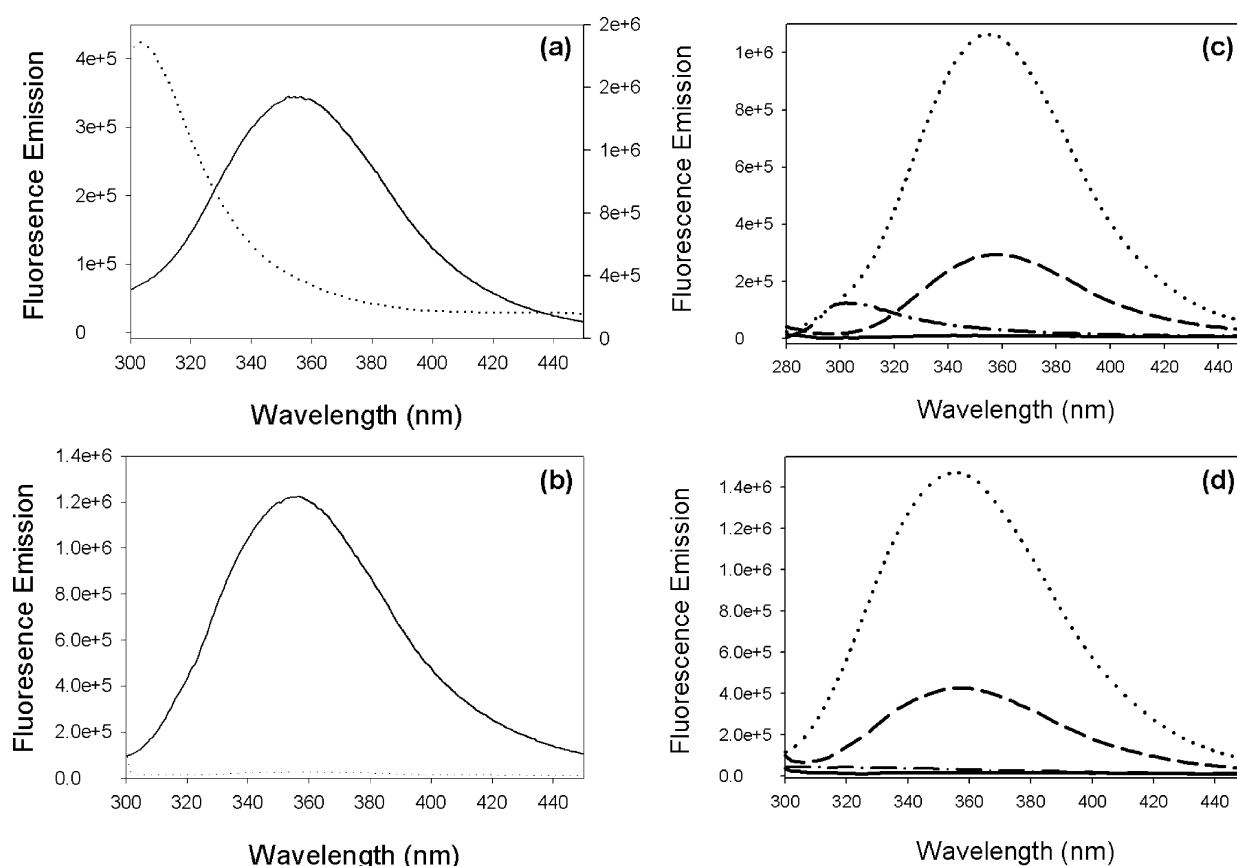 (a)
Fluoresence Emission
4e+5
3e+5
2e+5
1e+5
0
2e+6
2e+6
1e+6
8e+5
4e+5
0
300 320 340 360 380 400 420 440
Wavelength (nm)
(c)
Fluorescence Emission
1e+6
8e+5
6e+5
4e+5
2e+5
0
280 300 320 340 360 380 400 420 440
Wavelength (nm)
(b)
Fluoresence Emission
1.4e+6
1.2e+6
1.0e+6
8.0e+5
6.0e+5
4.0e+5
2.0e+5
0.0
300 320 340 360 380 400 420 440
Wavelength (nm)
(d)
Fluorescence Emission
1.4e+6
1.2e+6
1.0e+6
8.0e+5
6.0e+5
4.0e+5
2.0e+5
0.0
300 320 340 360 380 400 420 440
Wavelength (nm)